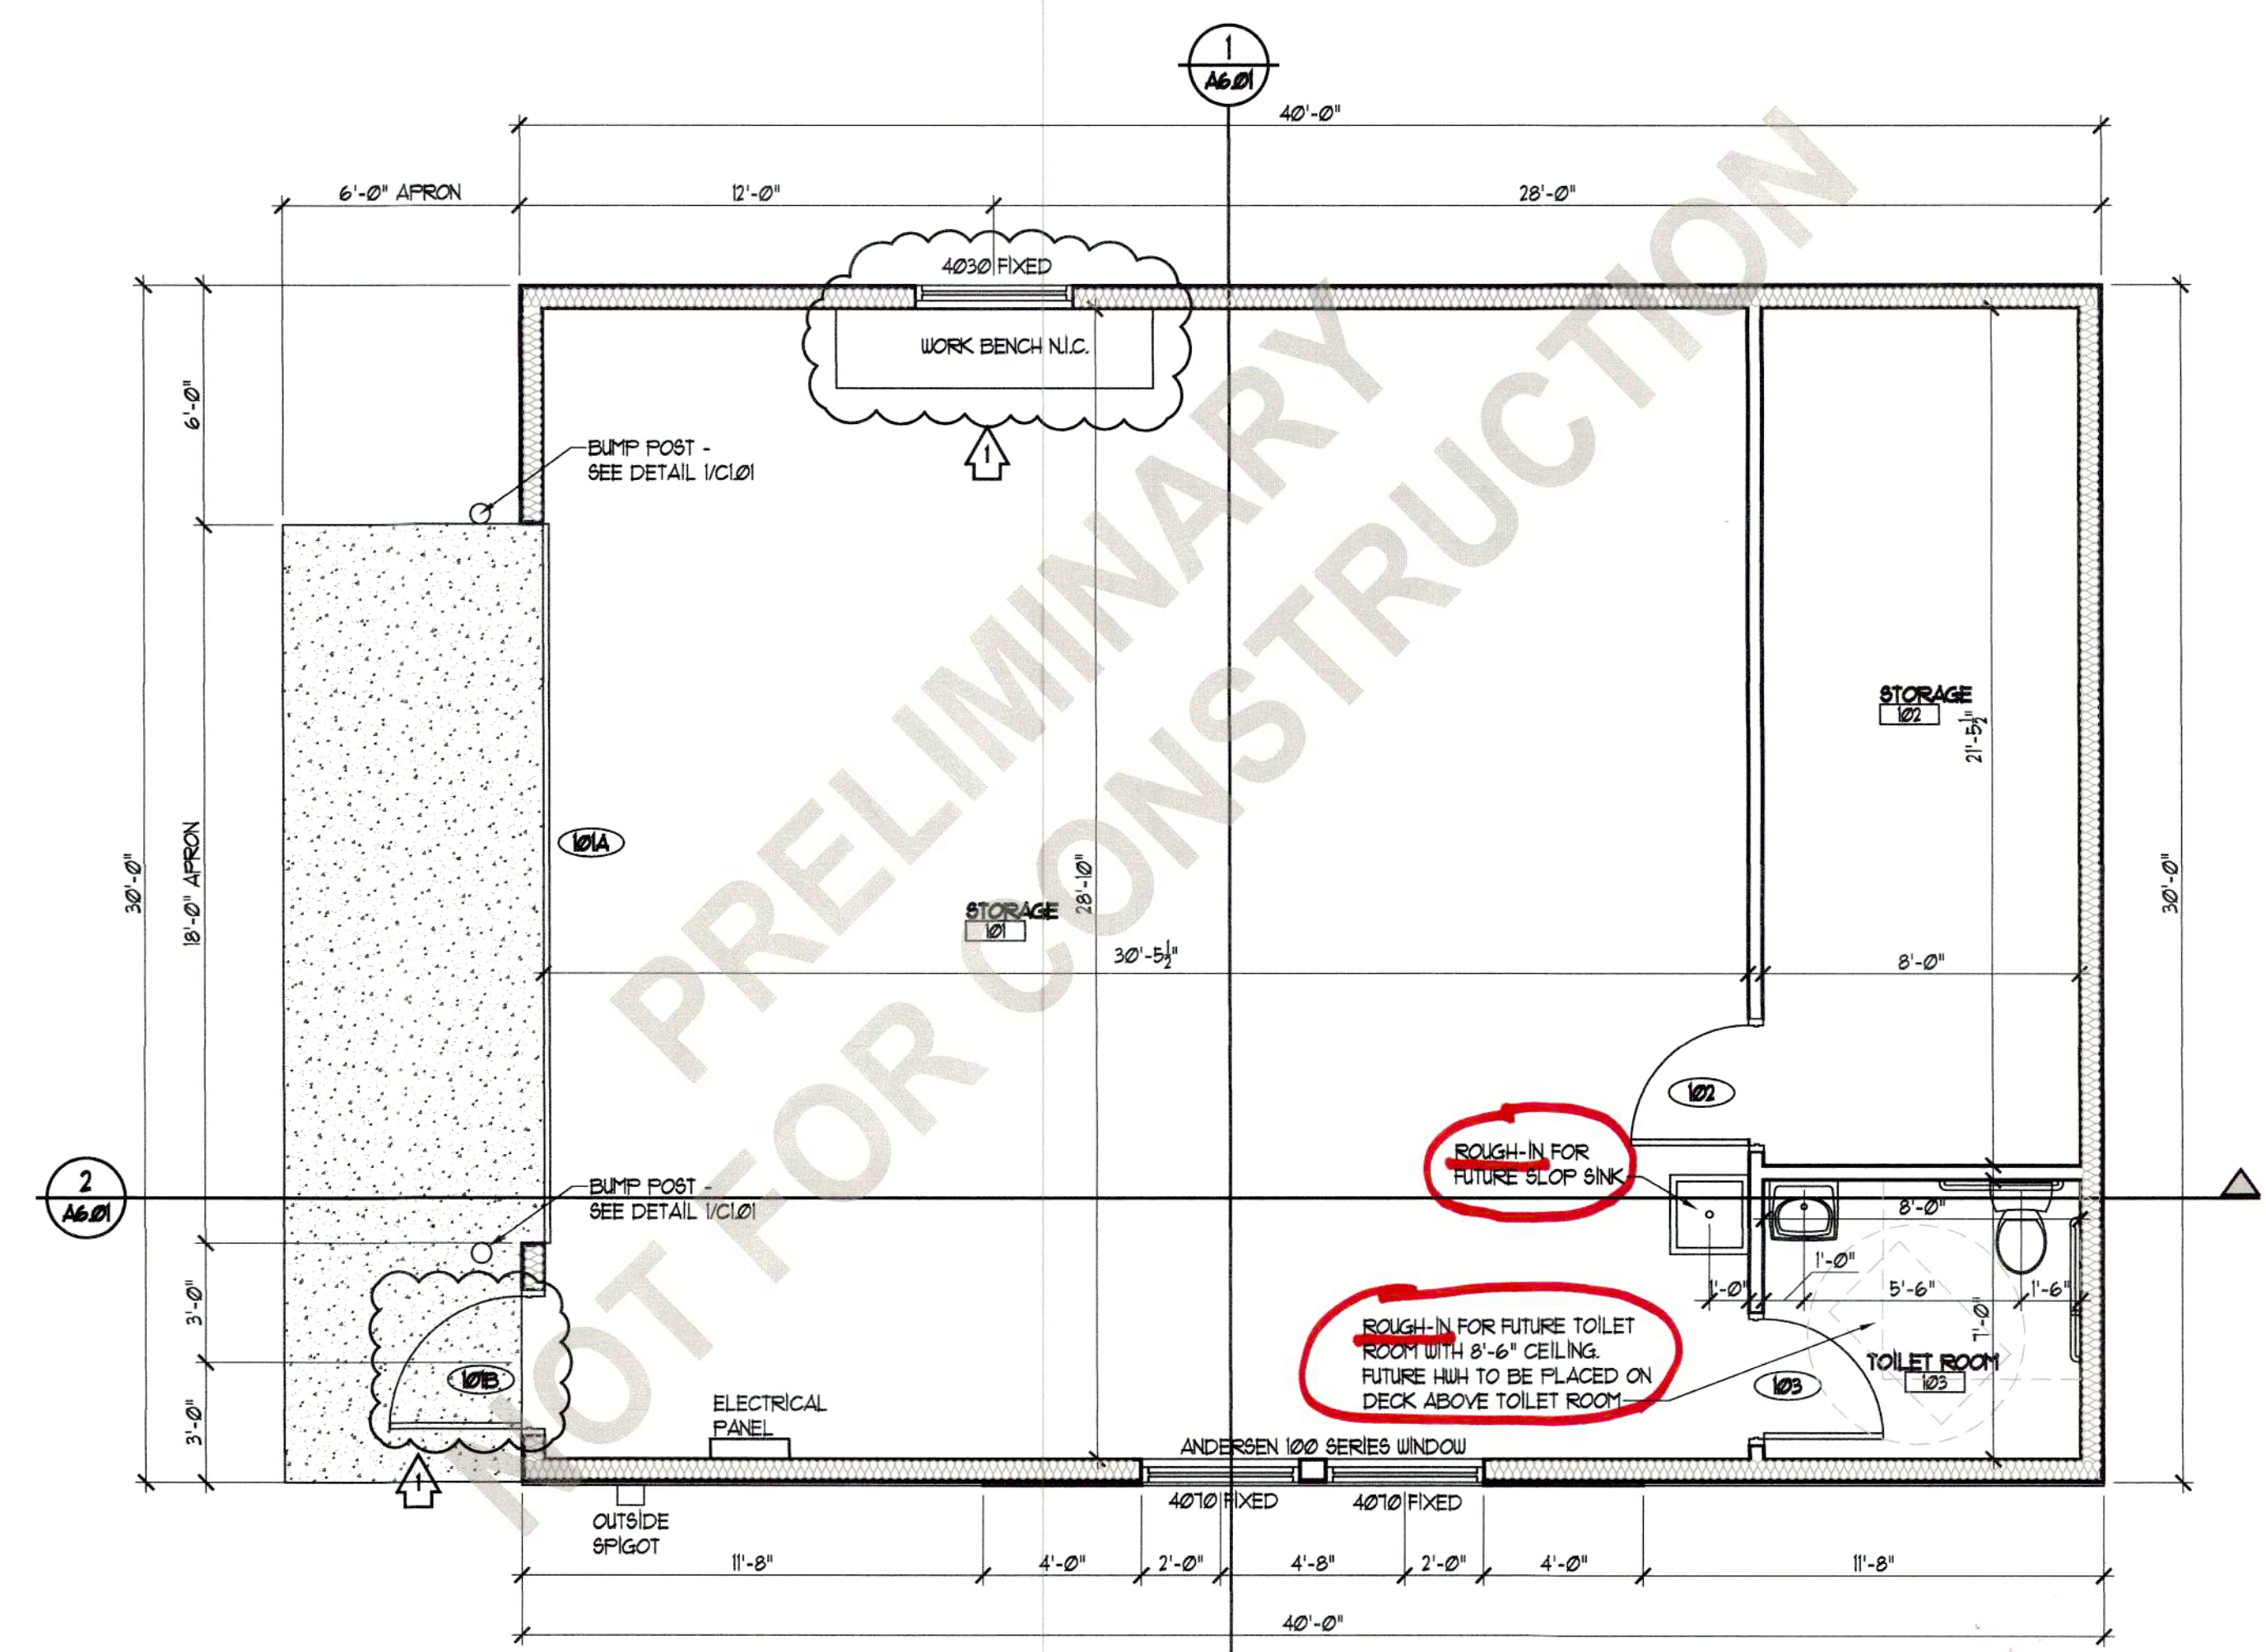 1
A6.01
40'-0"
6'-0" APRON
12'-0"
28'-0"
4030 FIXED
WORK BENCH N.I.C.
1
6'-0"
BUMP POST -
SEE DETAIL 1/C1.01
PRELIMINARY
NOT FOR CONSTRUCTION
STORAGE
102
21'-5½"
30'-0"
18'-0" APRON
101A
28'-10"
30'-0"
STORAGE
101
30'-5½"
8'-0"
102
ROUGH-IN FOR
FUTURE SLOP SINK
2
A6.01
BUMP POST -
SEE DETAIL 1/C1.01
8'-0"
1'-0"
1'-0"
5'-6"
1'-6"
7'-0"
3'-0"
ROUGH-IN FOR FUTURE TOILET
ROOM WITH 8'-6" CEILING.
FUTURE HWH TO BE PLACED ON
DECK ABOVE TOILET ROOM
TOILET ROOM
103
103
101B
3'-0"
ELECTRICAL
PANEL
ANDERSEN 100 SERIES WINDOW
1
4070 FIXED
4070 FIXED
OUTSIDE
SPIGOT
11'-8"
4'-0"
2'-0"
4'-8"
2'-0"
4'-0"
11'-8"
40'-0"